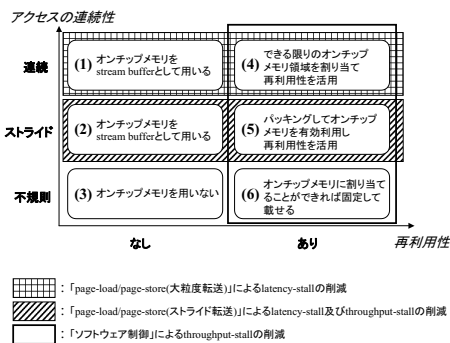 アクセスの連続性
連続
(1) オンチップメモリを
stream bufferとして用いる
(4) できる限りのオンチップ
メモリ領域を割り当て
再利用性を活用
ストライド
(2) オンチップメモリを
stream bufferとして用いる
(5) パッキングしてオンチップ
メモリを有効利用し
再利用性を活用
不規則
(3) オンチップメモリを用いない
(6) オンチップメモリに割り当て
ることができれば固定して
載せる
なし
あり
再利用性
: 「page-load/page-store(大粒度転送)」によるlatency-stallの削減
: 「page-load/page-store(ストライド転送)」によるlatency-stall及びthroughput-stallの削減
: 「ソフトウェア制御」によるthroughput-stallの削減